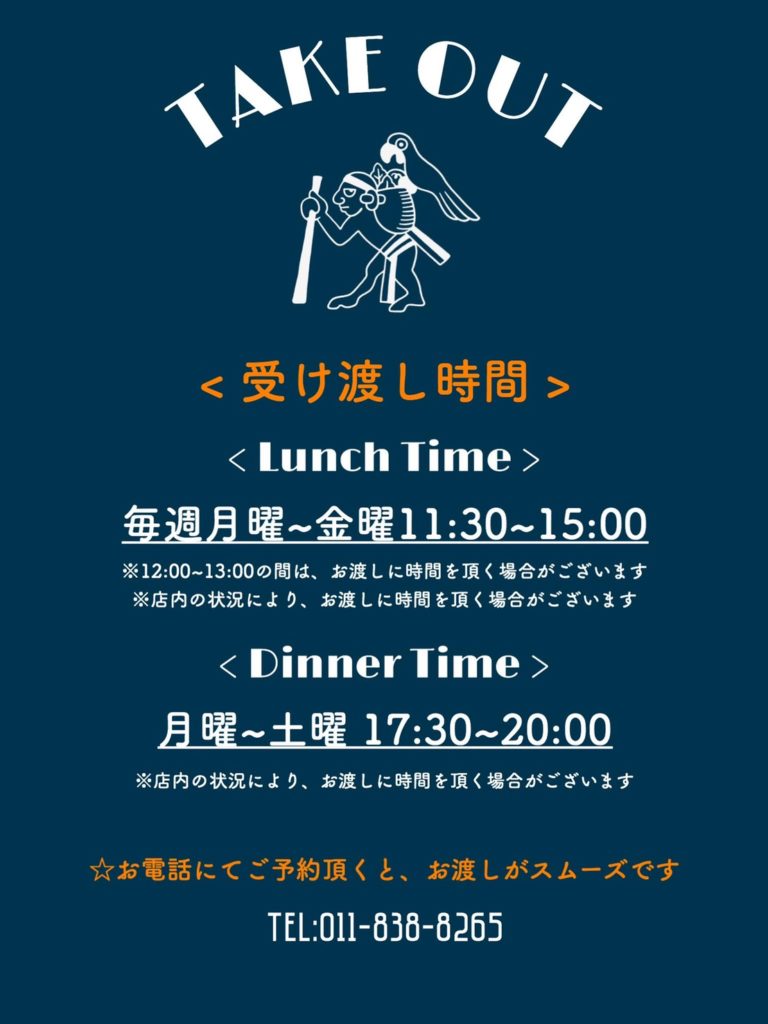 TAKE OUT
< 受け渡し時間 >
< Lunch Time >
毎週月曜~金曜11:30~15:00
※12:00~13:00の間は、お渡しに時間を頂く場合がございます
※店内の状況により、お渡しに時間を頂く場合がございます
< Dinner Time >
月曜~土曜 17:30~20:00
※店内の状況により、お渡しに時間を頂く場合がございます
☆お電話にてご予約頂くと、お渡しがスムーズです
TEL:011-838-8265